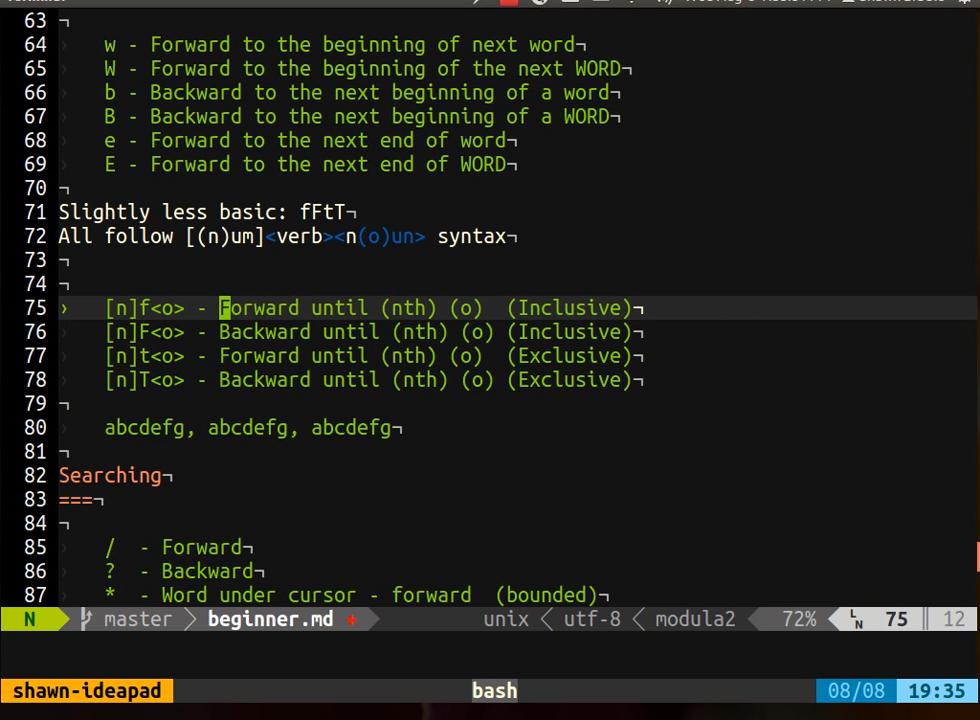 63 ¬
64 w - Forward to the beginning of next word¬
65 W - Forward to the beginning of the next WORD¬
66 b - Backward to the next beginning of a word¬
67 B - Backward to the next beginning of a WORD¬
68 e - Forward to the next end of word¬
69 E - Forward to the next end of WORD¬
70 ¬
71 Slightly less basic: fFtT¬
72 All follow [(n)um]<verb><n(o)un> syntax¬
73 ¬
74 ¬
75 › [n]f<o> - Forward until (nth) (o)  (Inclusive)¬
76 › [n]F<o> - Backward until (nth) (o) (Inclusive)¬
77 › [n]t<o> - Forward until (nth) (o)  (Exclusive)¬
78 › [n]T<o> - Backward until (nth) (o) (Exclusive)¬
79 ¬
80 › abcdefg, abcdefg, abcdefg¬
81 ¬
82 Searching¬
83 ===¬
84 ¬
85 › /  - Forward¬
86 › ?  - Backward¬
87 › *  - Word under cursor - forward  (bounded)¬
N master beginner.md + unix < utf-8 < modula2 72% LN 75 12
shawn-ideapad bash 08/08 19:35